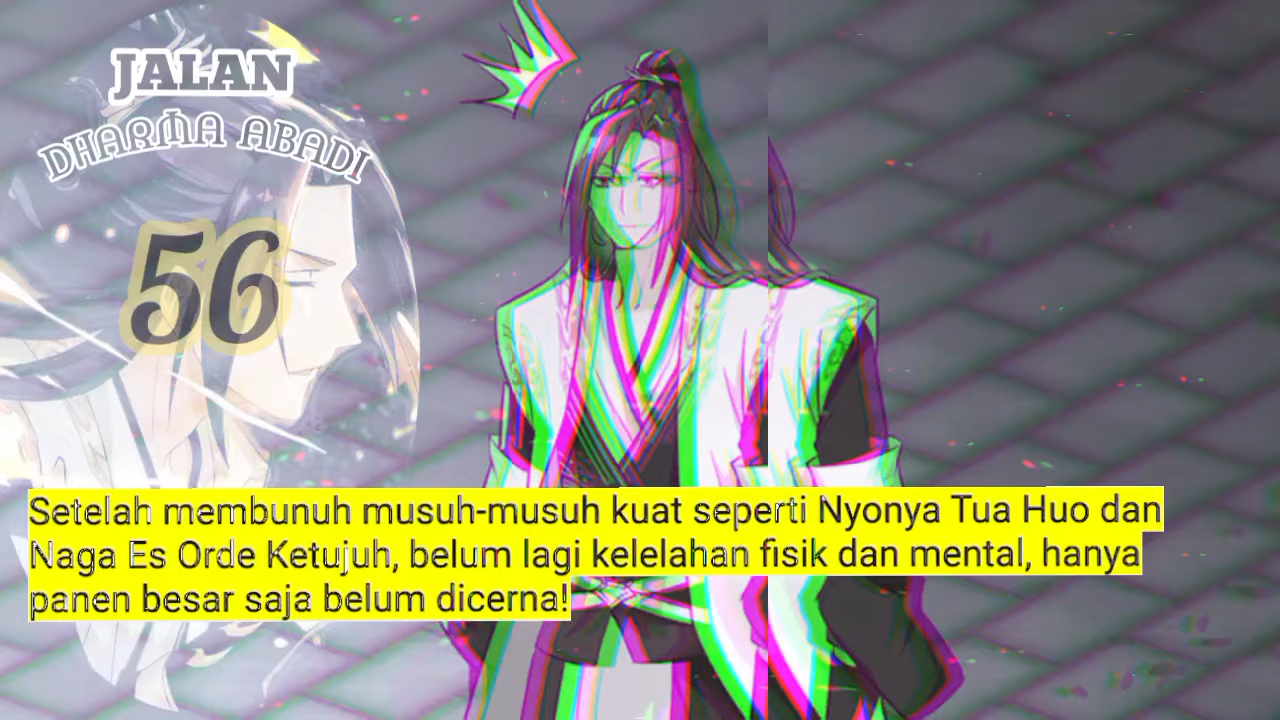 JALAN
DHARMA ABADI
56
Setelah membunuh musuh-musuh kuat seperti Nyonya Tua Huo dan
Naga Es Orde Ketujuh, belum lagi kelelahan fisik dan mental, hanya
panen besar saja belum dicerna!